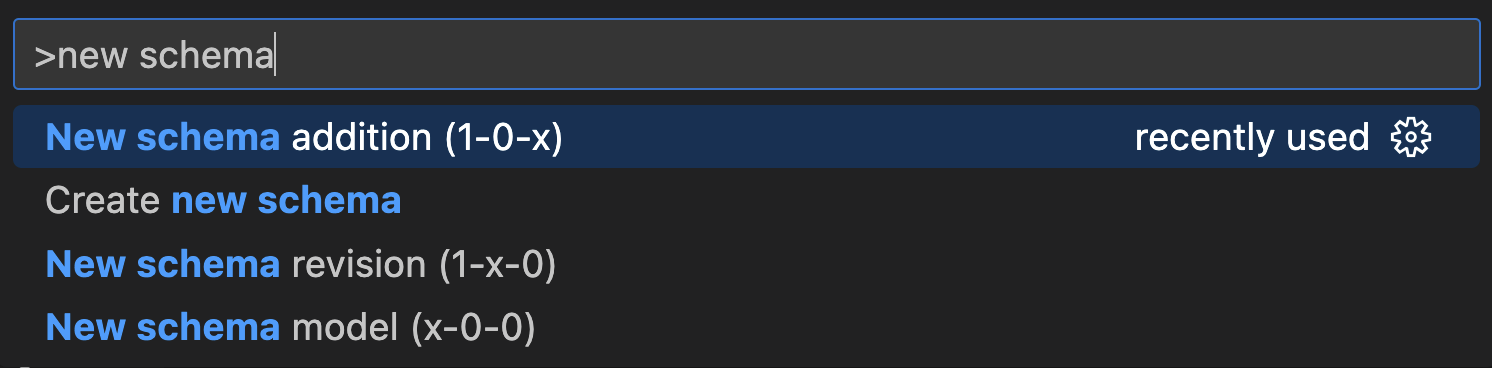 >new schema
New schema addition (1-0-x) recently used
Create new schema
New schema revision (1-x-0)
New schema model (x-0-0)